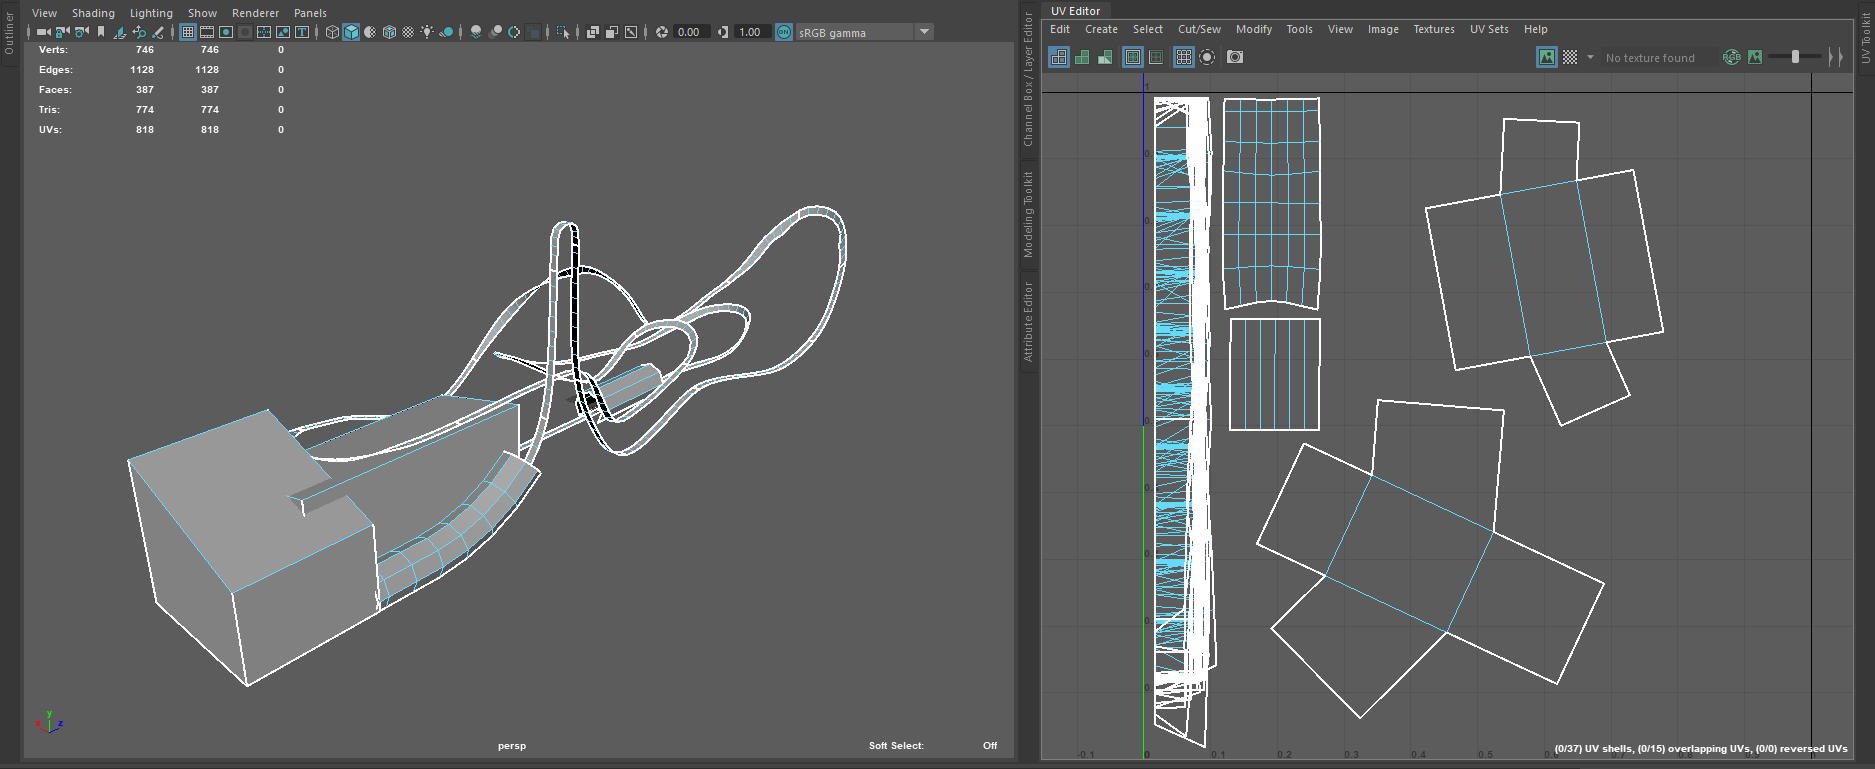 Outliner
View Shading Lighting Show Renderer Panels
0.00 1.00 ON sRGB gamma
Verts: 746 746 0
Edges: 1128 1128 0
Faces: 387 387 0
Tris: 774 774 0
UVs: 818 818 0
y
x z
persp
Soft Select: Off
Channel Box / Layer Editor
Modeling Toolkit
Attribute Editor
UV Editor
Edit Create Select Cut/Sew Modify Tools View Image Textures UV Sets Help
No texture found RGB
1
-0.1 0 0.1 0.2 0.3 0.4 0.5
(0/37) UV shells, (0/15) overlapping UVs, (0/0) reversed UVs
UV Toolkit